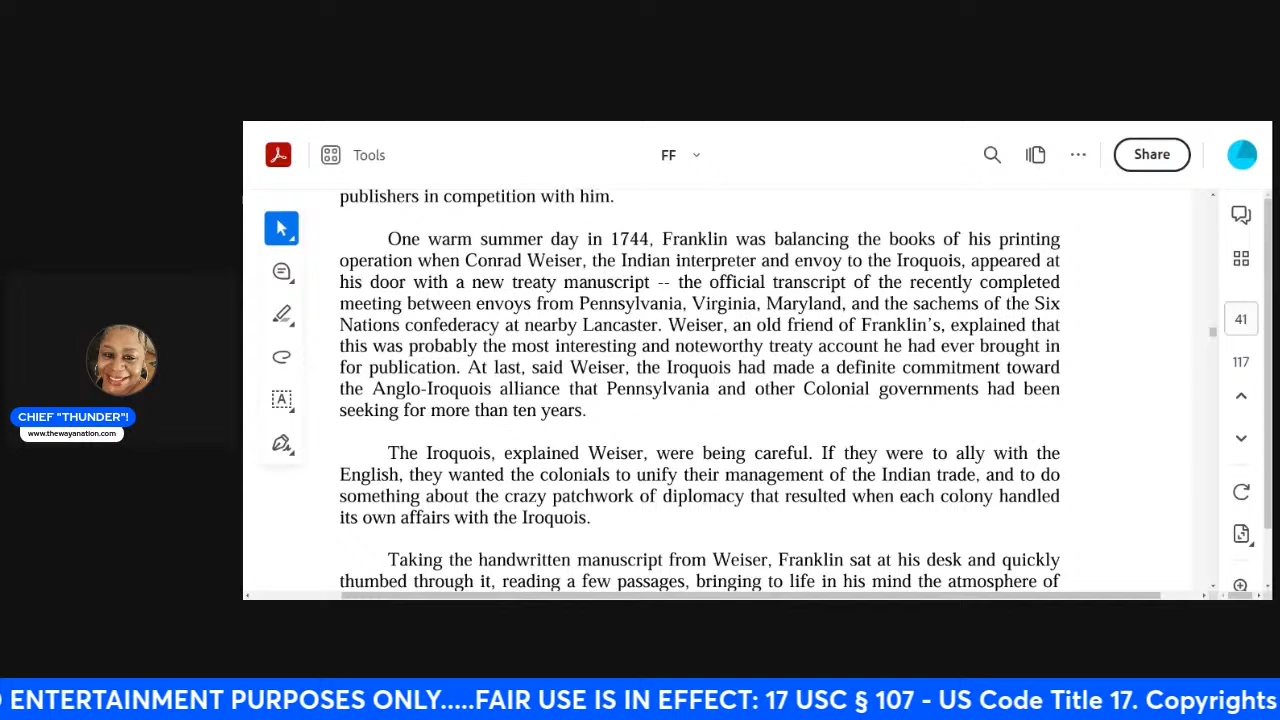 Tools
FF
Share
publishers in competition with him.
One warm summer day in 1744, Franklin was balancing the books of his printing
operation when Conrad Weiser, the Indian interpreter and envoy to the Iroquois, appeared at
his door with a new treaty manuscript -- the official transcript of the recently completed
meeting between envoys from Pennsylvania, Virginia, Maryland, and the sachems of the Six
Nations confederacy at nearby Lancaster. Weiser, an old friend of Franklin's, explained that
this was probably the most interesting and noteworthy treaty account he had ever brought in
for publication. At last, said Weiser, the Iroquois had made a definite commitment toward
the Anglo-Iroquois alliance that Pennsylvania and other Colonial governments had been
seeking for more than ten years.
The Iroquois, explained Weiser, were being careful. If they were to ally with the
English, they wanted the colonials to unify their management of the Indian trade, and to do
something about the crazy patchwork of diplomacy that resulted when each colony handled
its own affairs with the Iroquois.
Taking the handwritten manuscript from Weiser, Franklin sat at his desk and quickly
thumbed through it, reading a few passages, bringing to life in his mind the atmosphere of
41
117
CHIEF "THUNDER"!
www.thewayanation.com
ENTERTAINMENT PURPOSES ONLY.....FAIR USE IS IN EFFECT: 17 USC § 107 - US Code Title 17. Copyrights